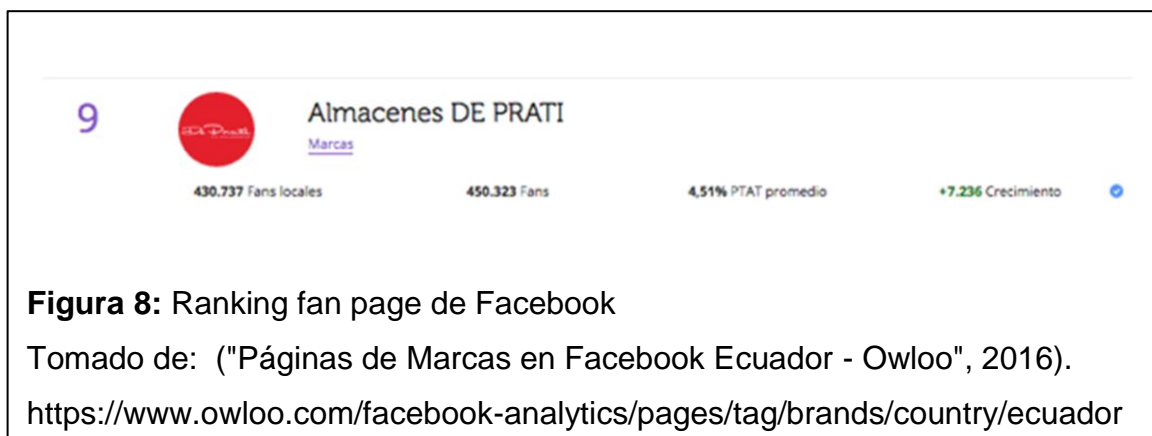 9
Almacenes DE PRATI
De Prati
Marcas
430.737 Fans locales 450.323 Fans 4,51% PTAT promedio +7.236 Crecimiento
Figura 8: Ranking fan page de Facebook
Tomado de: ("Páginas de Marcas en Facebook Ecuador - Owloo", 2016).
https://www.owloo.com/facebook-analytics/pages/tag/brands/country/ecuador